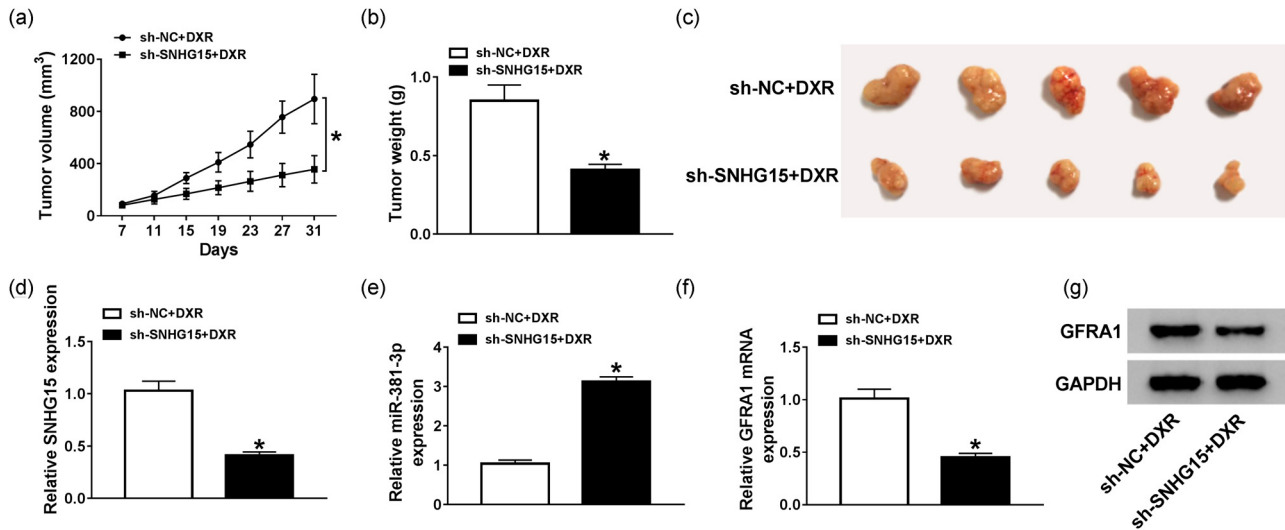 (a)
sh-NC+DXR
sh-SNHG15+DXR
Tumor volume (mm³)
1200
800
400
0
7 11 15 19 23 27 31
Days
*
(b)
sh-NC+DXR
sh-SNHG15+DXR
Tumor weight (g)
1.0
0.5
0.0
*
(c)
sh-NC+DXR
sh-SNHG15+DXR
(d)
sh-NC+DXR
sh-SNHG15+DXR
Relative SNHG15 expression
1.5
1.0
0.5
0.0
*
(e)
sh-NC+DXR
sh-SNHG15+DXR
Relative miR-381-3p
expression
4
3
2
1
0
*
(f)
sh-NC+DXR
sh-SNHG15+DXR
Relative GFRA1 mRNA
expression
1.5
1.0
0.5
0.0
*
(g)
GFRA1
GAPDH
sh-NC+DXR
sh-SNHG15+DXR